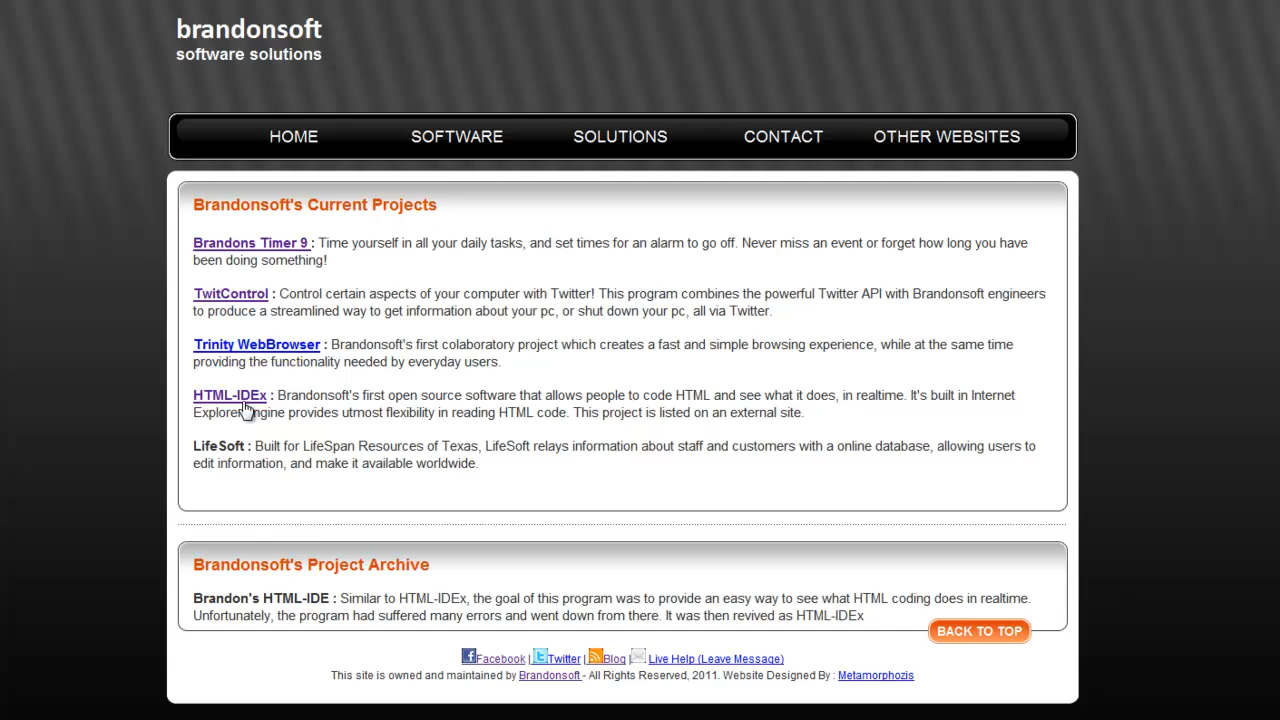 brandonsoft
software solutions
HOME SOFTWARE SOLUTIONS CONTACT OTHER WEBSITES
Brandonsoft's Current Projects
Brandons Timer 9 : Time yourself in all your daily tasks, and set times for an alarm to go off. Never miss an event or forget how long you have
been doing something!
TwitControl : Control certain aspects of your computer with Twitter! This program combines the powerful Twitter API with Brandonsoft engineers
to produce a streamlined way to get information about your pc, or shut down your pc, all via Twitter.
Trinity WebBrowser : Brandonsoft's first colaboratory project which creates a fast and simple browsing experience, while at the same time
providing the functionality needed by everyday users.
HTML-IDEx : Brandonsoft's first open source software that allows people to code HTML and see what it does, in realtime. It's built in Internet
Explorer engine provides utmost flexibility in reading HTML code. This project is listed on an external site.
LifeSoft : Built for LifeSpan Resources of Texas, LifeSoft relays information about staff and customers with a online database, allowing users to
edit information, and make it available worldwide.
Brandonsoft's Project Archive
Brandon's HTML-IDE : Similar to HTML-IDEx, the goal of this program was to provide an easy way to see what HTML coding does in realtime.
Unfortunately, the program had suffered many errors and went down from there. It was then revived as HTML-IDEx
BACK TO TOP
Facebook | Twitter | Blog | Live Help (Leave Message)
This site is owned and maintained by Brandonsoft - All Rights Reserved, 2011. Website Designed By : Metamorphozis